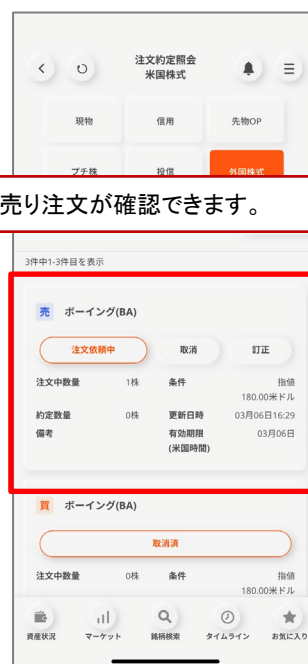 注文約定照会
米国株式
現物
信用
先物OP
プチ株
投信
外国株式
売り注文が確認できます。
3件中1-3件目を表示
売 ボーイング(BA)
注文依頼中
取消
訂正
注文中数量 1株 条件 指値
180.00米ドル
約定数量 0株 更新日時 03月06日16:29
備考 有効期限 03月06日
(米国時間)
買 ボーイング(BA)
取消済
注文中数量 0株 条件 指値
180.00米ドル
資産状況 マーケット 銘柄検索 タイムライン お気に入り